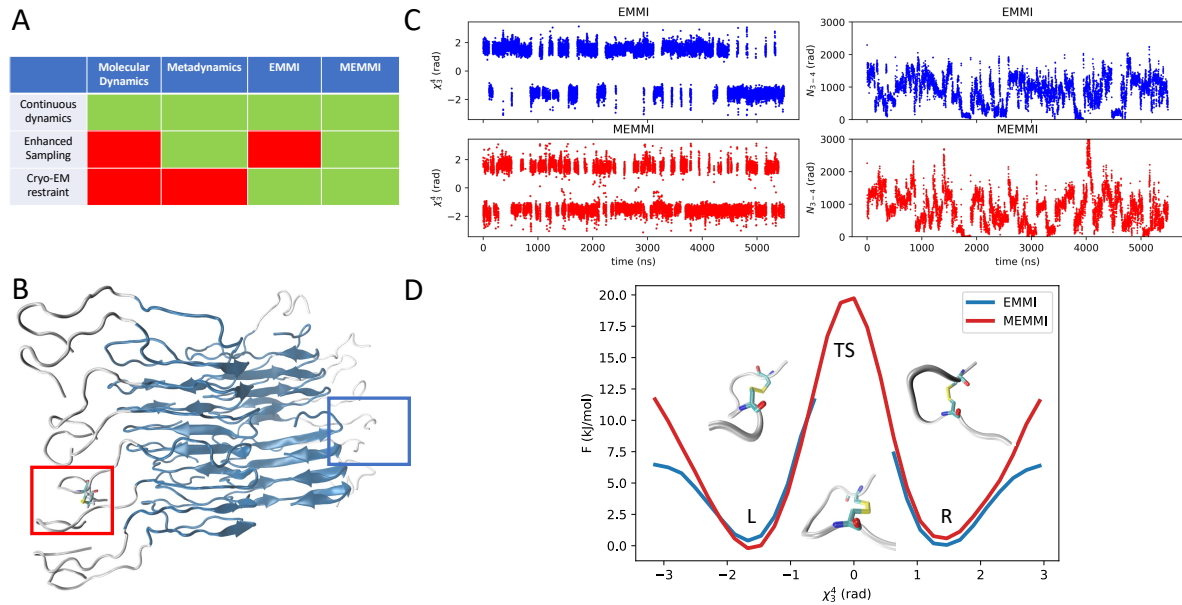 A
Molecular Dynamics Metadynamics EMMI MEMMI
Continuous dynamics
Enhanced Sampling
Cryo-EM restraint
B
C
EMMI
χ₃⁴ (rad)
2
0
−2
MEMMI
χ₃⁴ (rad)
2
0
−2
0 1000 2000 3000 4000 5000
time (ns)
EMMI
N₃₋₄
3000
2000
1000
0
MEMMI
N₃₋₄
3000
2000
1000
0
0 1000 2000 3000 4000 5000
time (ns)
D
EMMI
MEMMI
F (kJ/mol)
20.0
17.5
15.0
12.5
10.0
7.5
5.0
2.5
0.0
TS
L
R
−3 −2 −1 0 1 2 3
χ₃⁴ (rad)